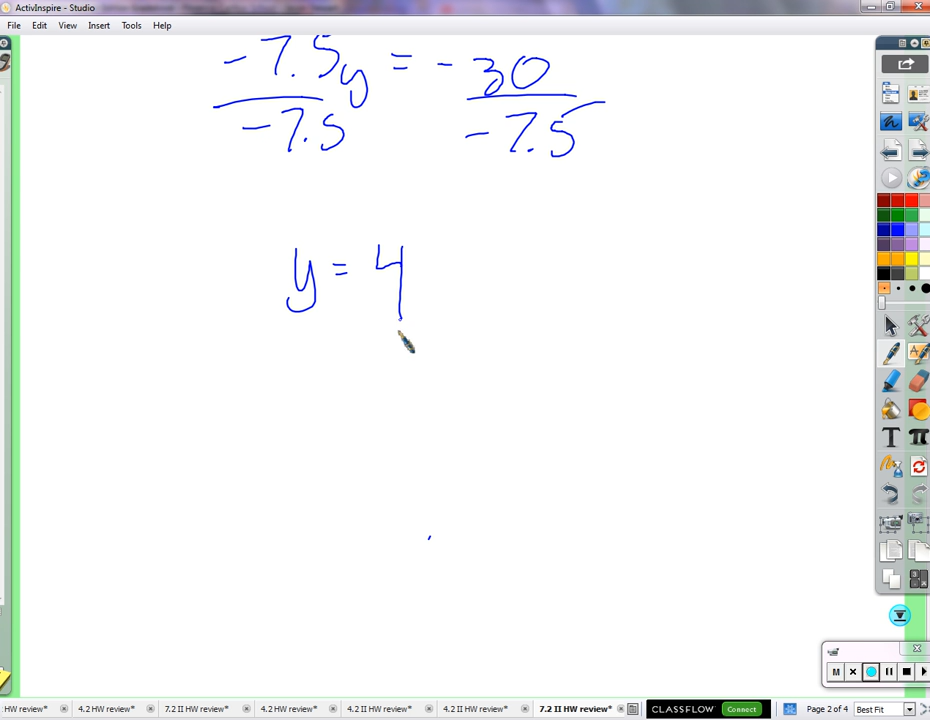 ActivInspire - Studio
File Edit View Insert Tools Help
-7.5y = -30
-7.5 -7.5
y = 4
M
HW review* 4.2 HW review* 7.2 II HW review* 4.2 HW review* 4.2 II HW review* 4.2 II HW review* 7.2 II HW review* CLASSFLOW Connect Page 2 of 4 Best Fit